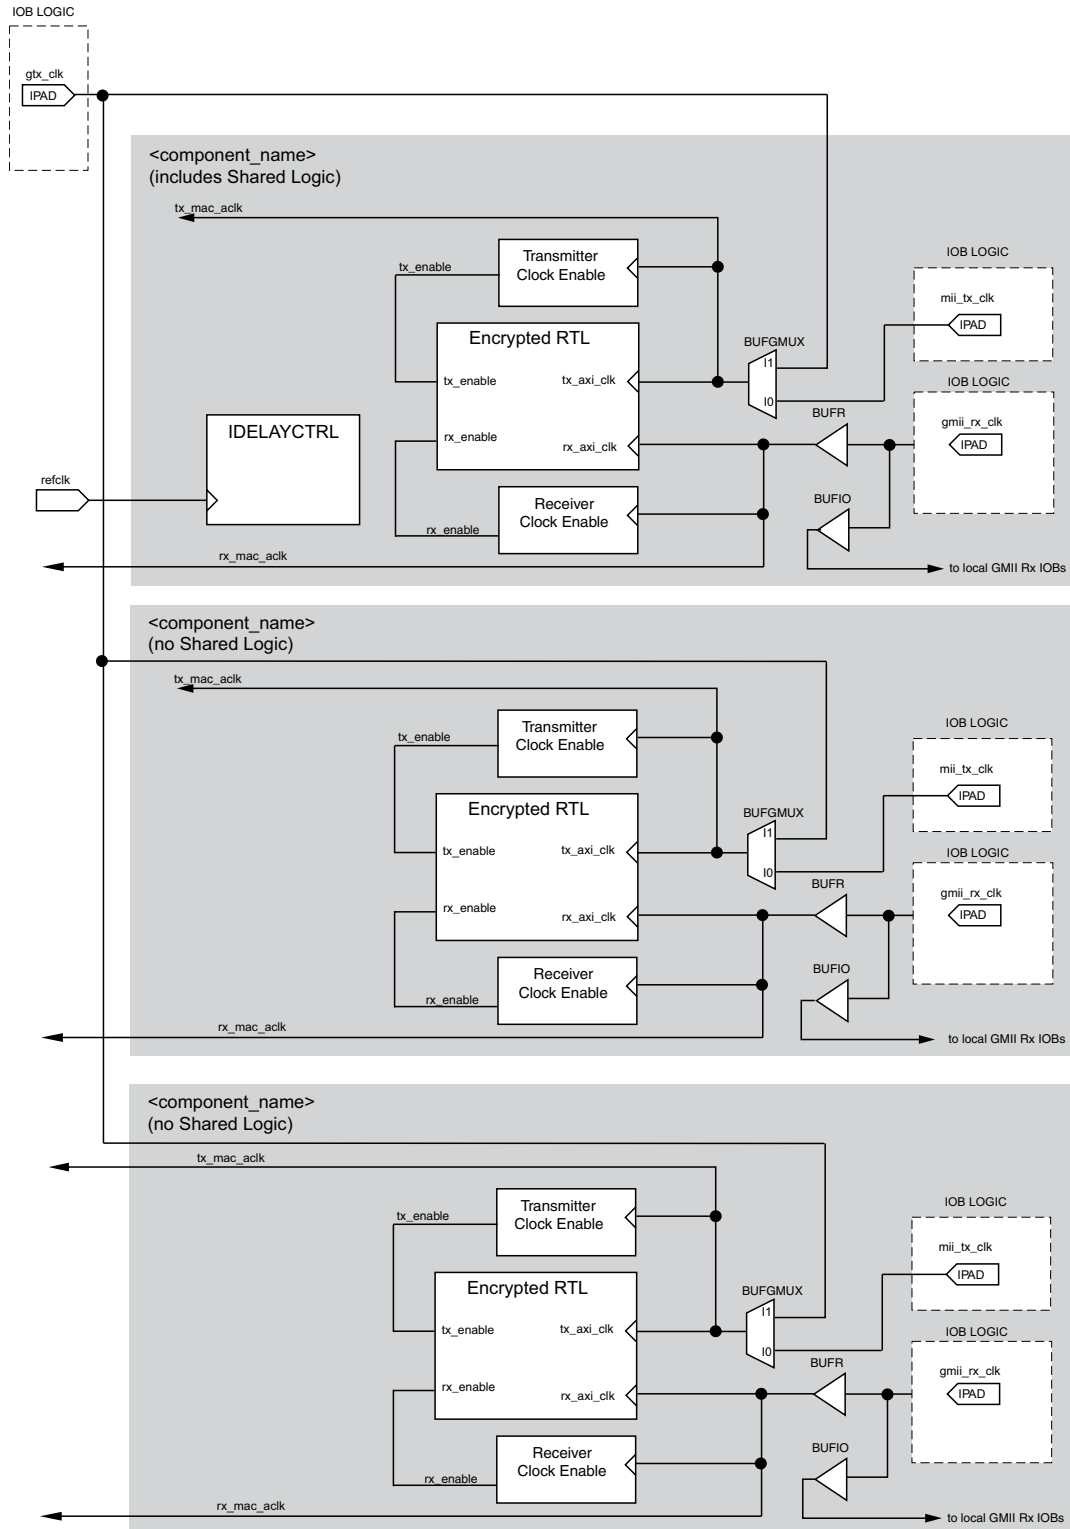 IOB LOGIC
gtx_clk
IPAD
<component_name>
(includes Shared Logic)
tx_mac_aclk
Transmitter
Clock Enable
tx_enable
IOB LOGIC
mii_tx_clk
IPAD
Encrypted RTL
BUFGMUX
I1
I0
tx_enable
tx_axi_clk
IOB LOGIC
gmii_rx_clk
IPAD
BUFR
rx_enable
rx_axi_clk
IDELAYCTRL
refclk
BUFIO
Receiver
Clock Enable
rx_enable
rx_mac_aclk
to local GMII Rx IOBs
<component_name>
(no Shared Logic)
tx_mac_aclk
Transmitter
Clock Enable
tx_enable
IOB LOGIC
mii_tx_clk
IPAD
Encrypted RTL
BUFGMUX
I1
I0
tx_enable
tx_axi_clk
IOB LOGIC
gmii_rx_clk
IPAD
BUFR
rx_enable
rx_axi_clk
BUFIO
Receiver
Clock Enable
rx_enable
rx_mac_aclk
to local GMII Rx IOBs
<component_name>
(no Shared Logic)
tx_mac_aclk
Transmitter
Clock Enable
tx_enable
IOB LOGIC
mii_tx_clk
IPAD
Encrypted RTL
BUFGMUX
I1
I0
tx_enable
tx_axi_clk
IOB LOGIC
gmii_rx_clk
IPAD
BUFR
rx_enable
rx_axi_clk
BUFIO
Receiver
Clock Enable
rx_enable
rx_mac_aclk
to local GMII Rx IOBs